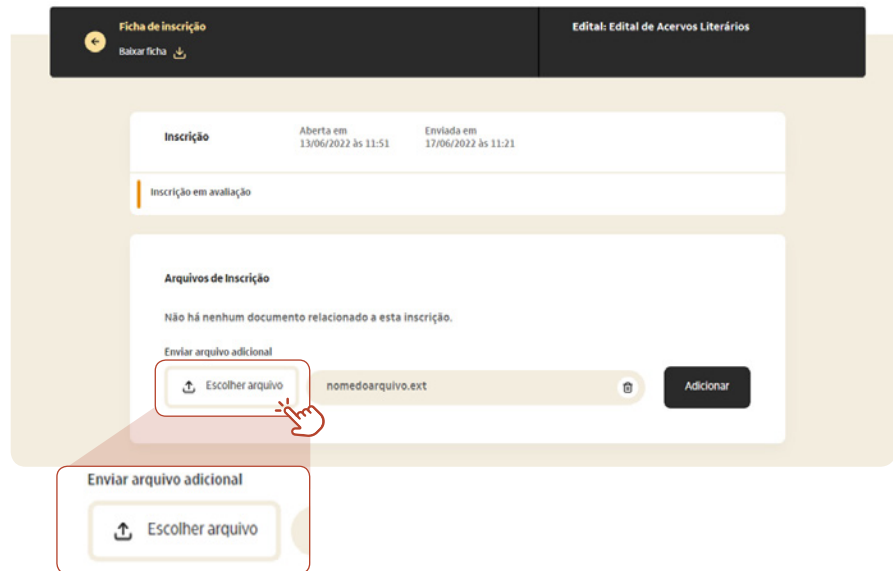 Ficha de inscrição
Baixar ficha
Edital: Edital de Acervos Literários
Inscrição
Aberta em
13/06/2022 às 11:51
Enviada em
17/06/2022 às 11:21
Inscrição em avaliação
Arquivos de Inscrição
Não há nenhum documento relacionado a esta inscrição.
Enviar arquivo adicional
Escolher arquivo
nomedoarquivo.ext
Adicionar
Enviar arquivo adicional
Escolher arquivo